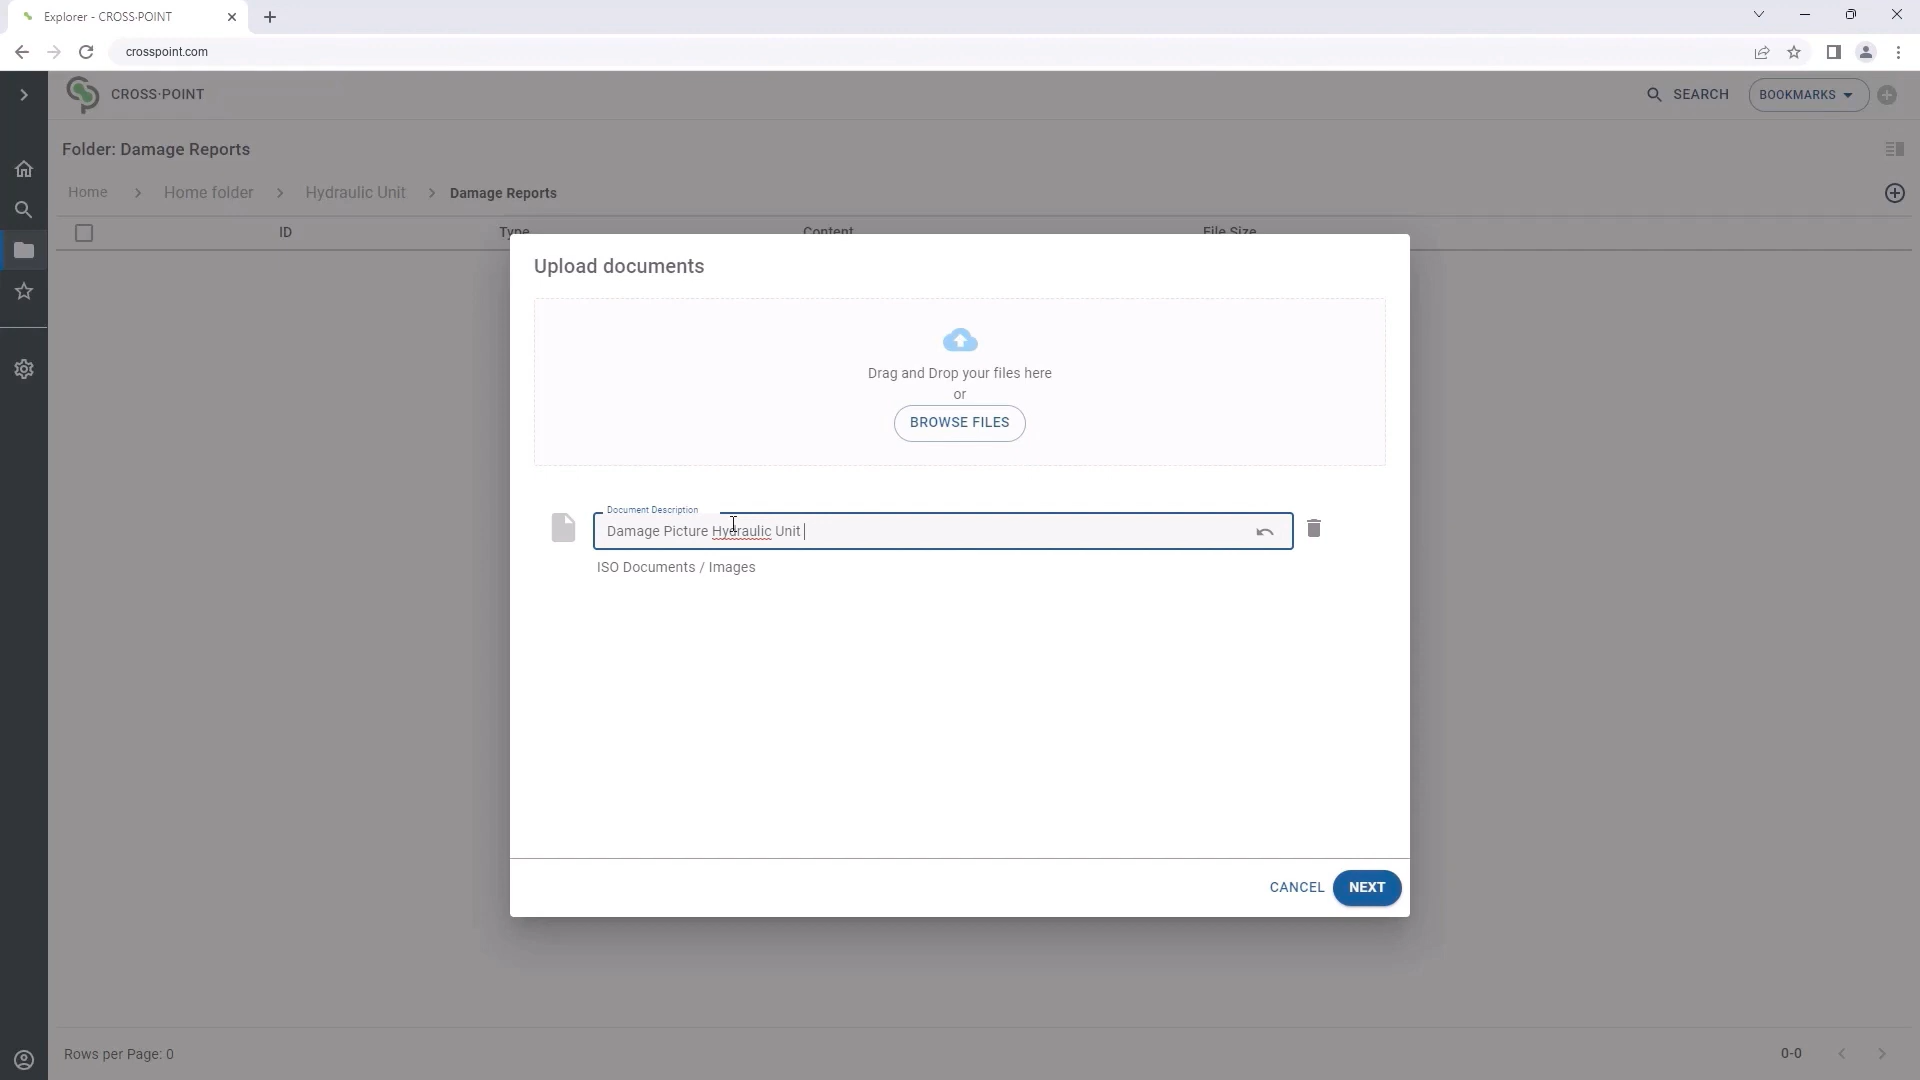 Explorer - CROSS·POINT
crosspoint.com
CROSS·POINT
SEARCH
BOOKMARKS
Folder: Damage Reports
Home > Home folder > Hydraulic Unit > Damage Reports
ID Type Content File Size
Upload documents
Drag and Drop your files here
or
BROWSE FILES
Document Description
Damage Picture Hydraulic Unit
ISO Documents / Images
CANCEL NEXT
Rows per Page: 0
0-0